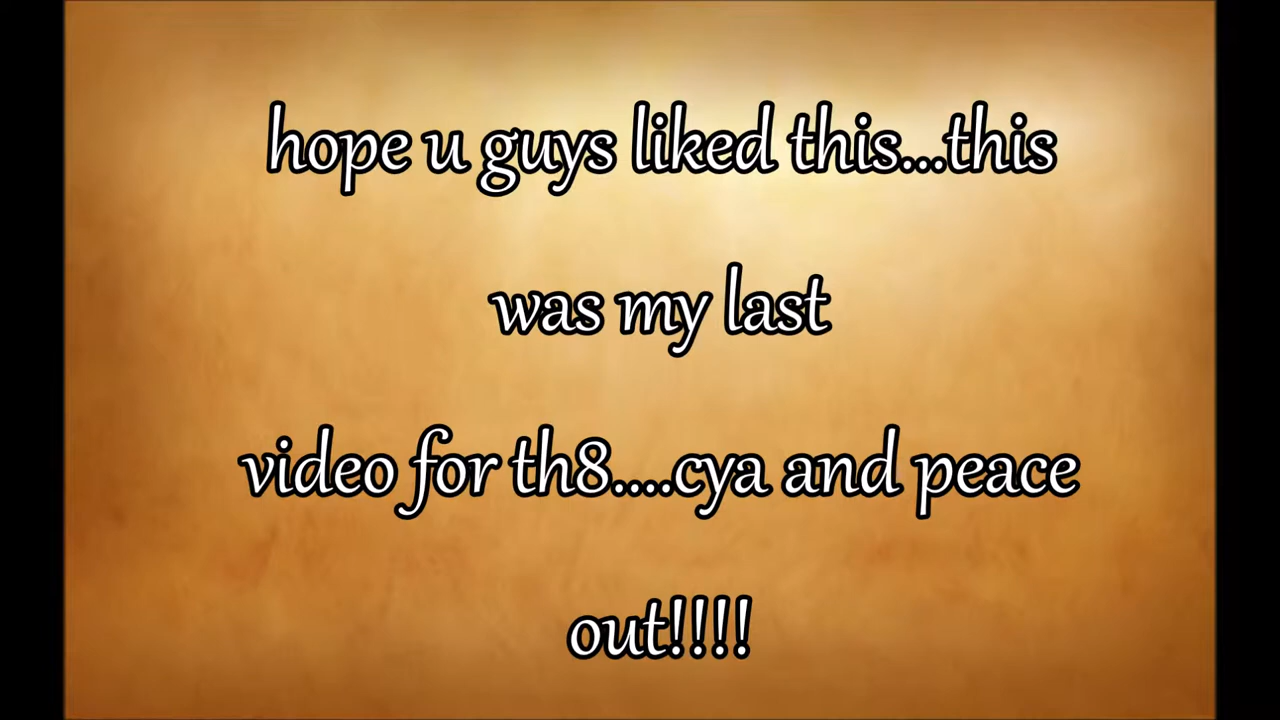 hope u guys liked this...this
was my last
video for th8....cya and peace
out!!!!